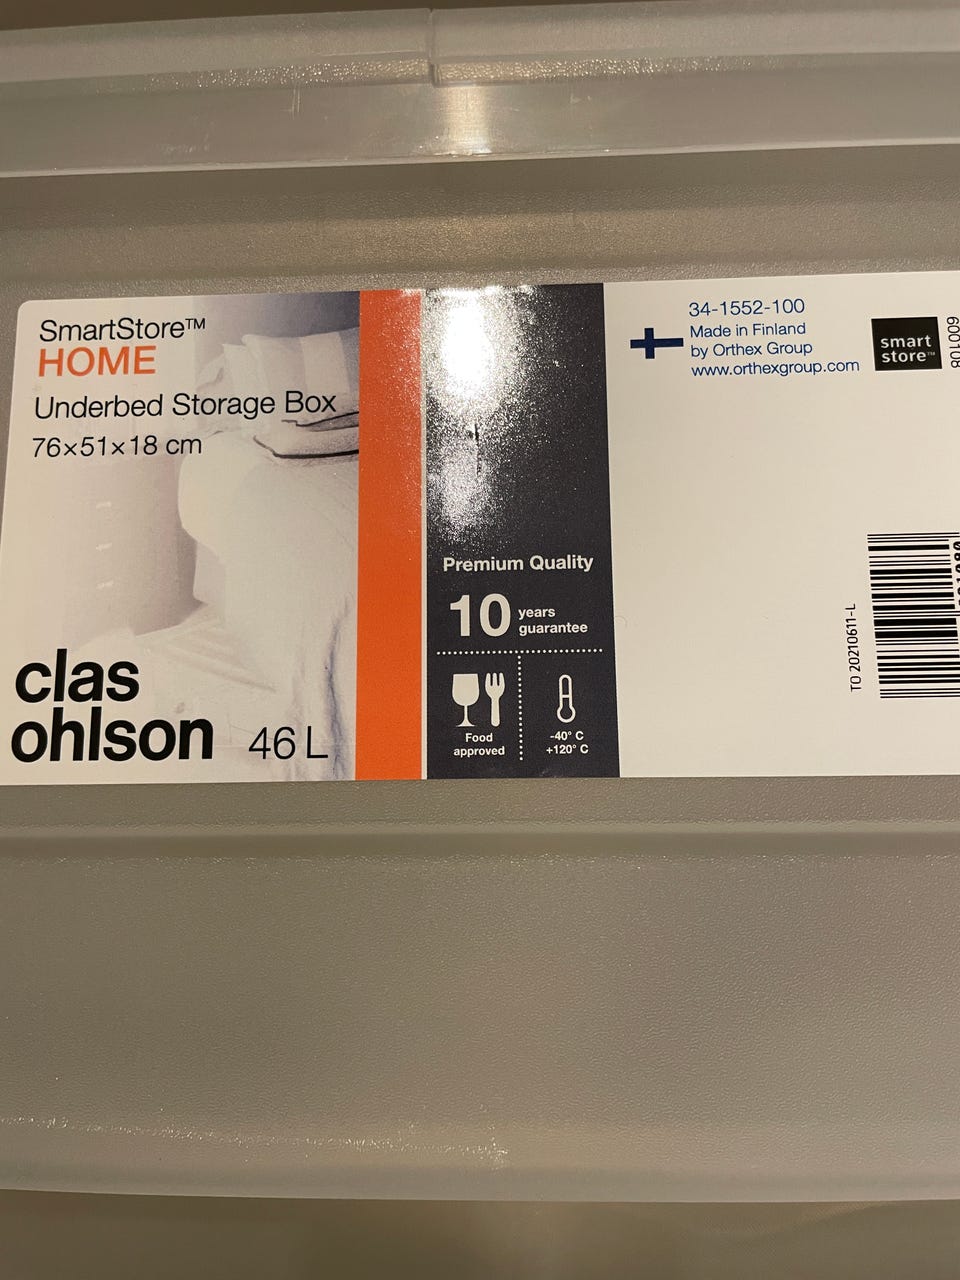 SmartStore™
HOME
Underbed Storage Box
76×51×18 cm
clas
ohlson
46 L
Premium Quality
10 years
guarantee
Food
approved
-40° C
+120° C
34-1552-100
Made in Finland
by Orthex Group
www.orthexgroup.com
smart
store™
600108
TO 20210611-L